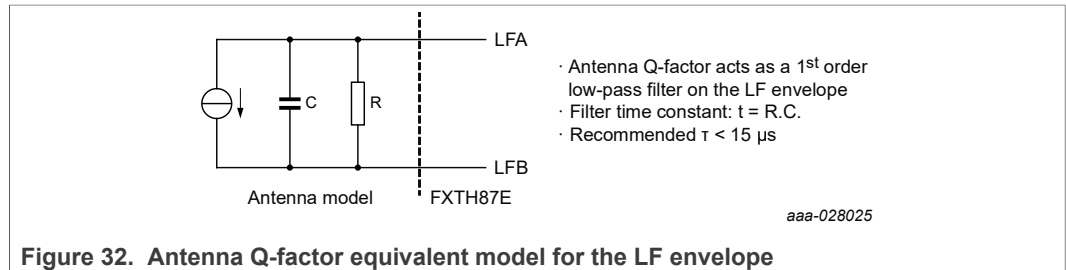 LFA
C
R
LFB
Antenna model
FXTH87E
· Antenna Q-factor acts as a 1st order
low-pass filter on the LF envelope
· Filter time constant: t = R.C.
· Recommended τ < 15 μs
aaa-028025
Figure 32. Antenna Q-factor equivalent model for the LF envelope